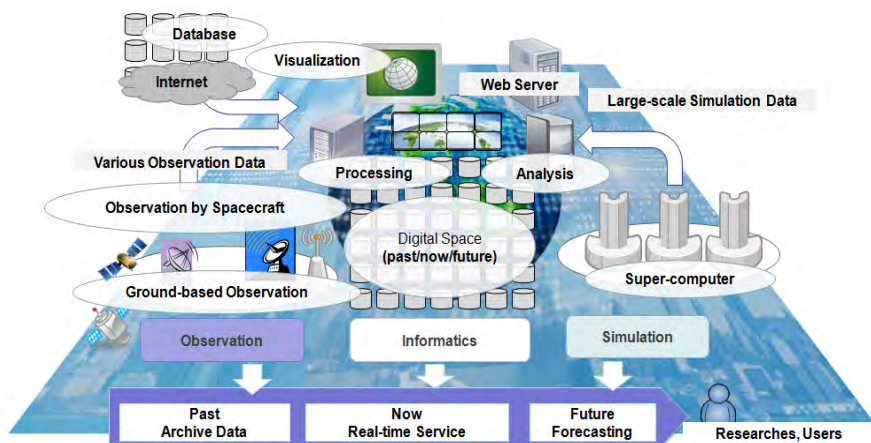 Database
Visualization
Internet
Web Server
Large-scale Simulation Data
Various Observation Data
Processing
Analysis
Observation by Spacecraft
Digital Space
(past/now/future)
Super-computer
Ground-based Observation
Observation
Informatics
Simulation
Past
Archive Data
Now
Real-time Service
Future
Forecasting
Researches, Users